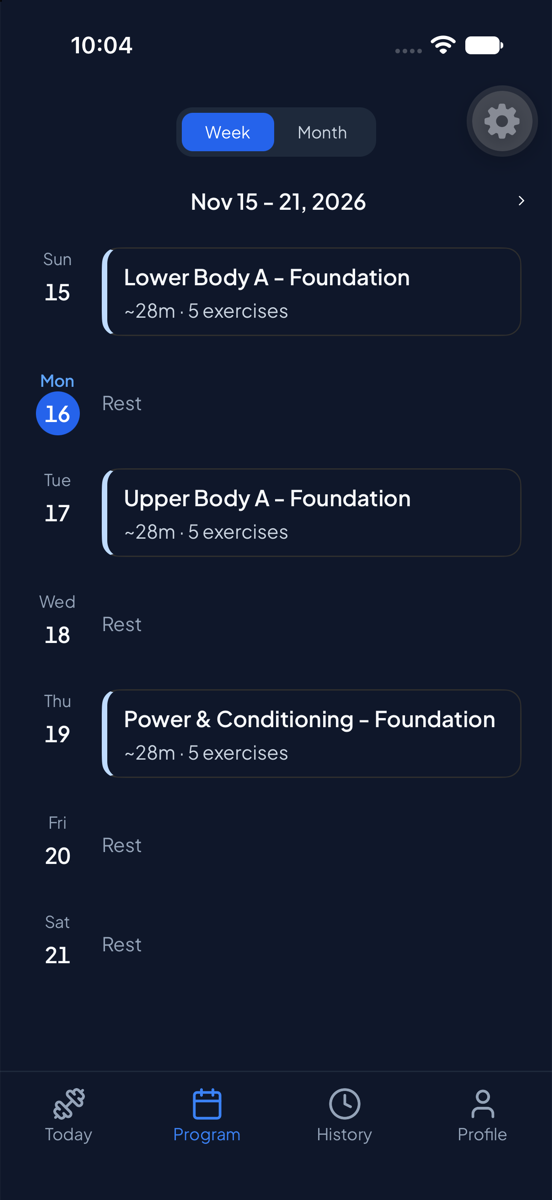 10:04
Week Month
Nov 15 – 21, 2026
Sun
15
Lower Body A – Foundation
~28m · 5 exercises
Mon
16
Rest
Tue
17
Upper Body A – Foundation
~28m · 5 exercises
Wed
18
Rest
Thu
19
Power & Conditioning – Foundation
~28m · 5 exercises
Fri
20
Rest
Sat
21
Rest
Today Program History Profile